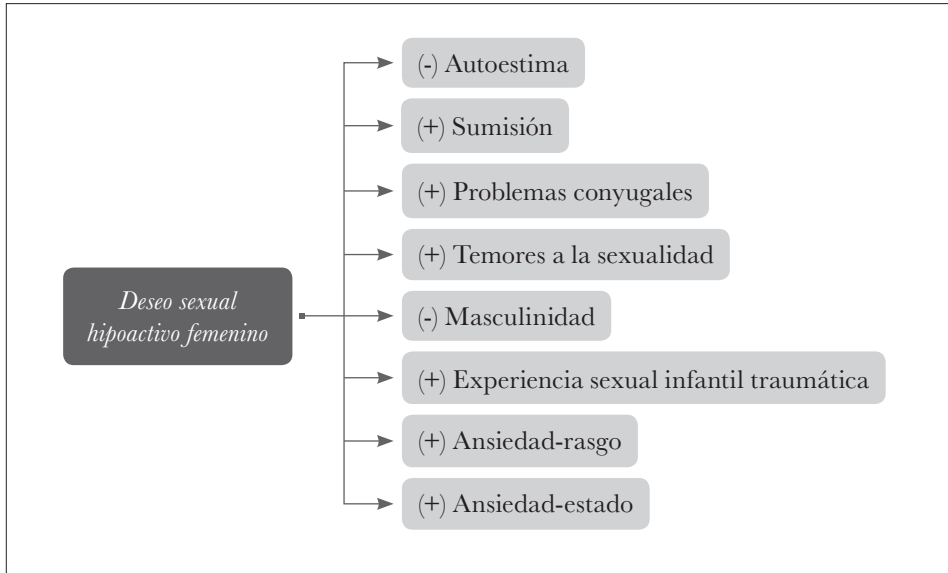 (-) Autoestima
(+) Sumisión
(+) Problemas conyugales
(+) Temores a la sexualidad
Deseo sexual
hipoactivo femenino
(-) Masculinidad
(+) Experiencia sexual infantil traumática
(+) Ansiedad-rasgo
(+) Ansiedad-estado